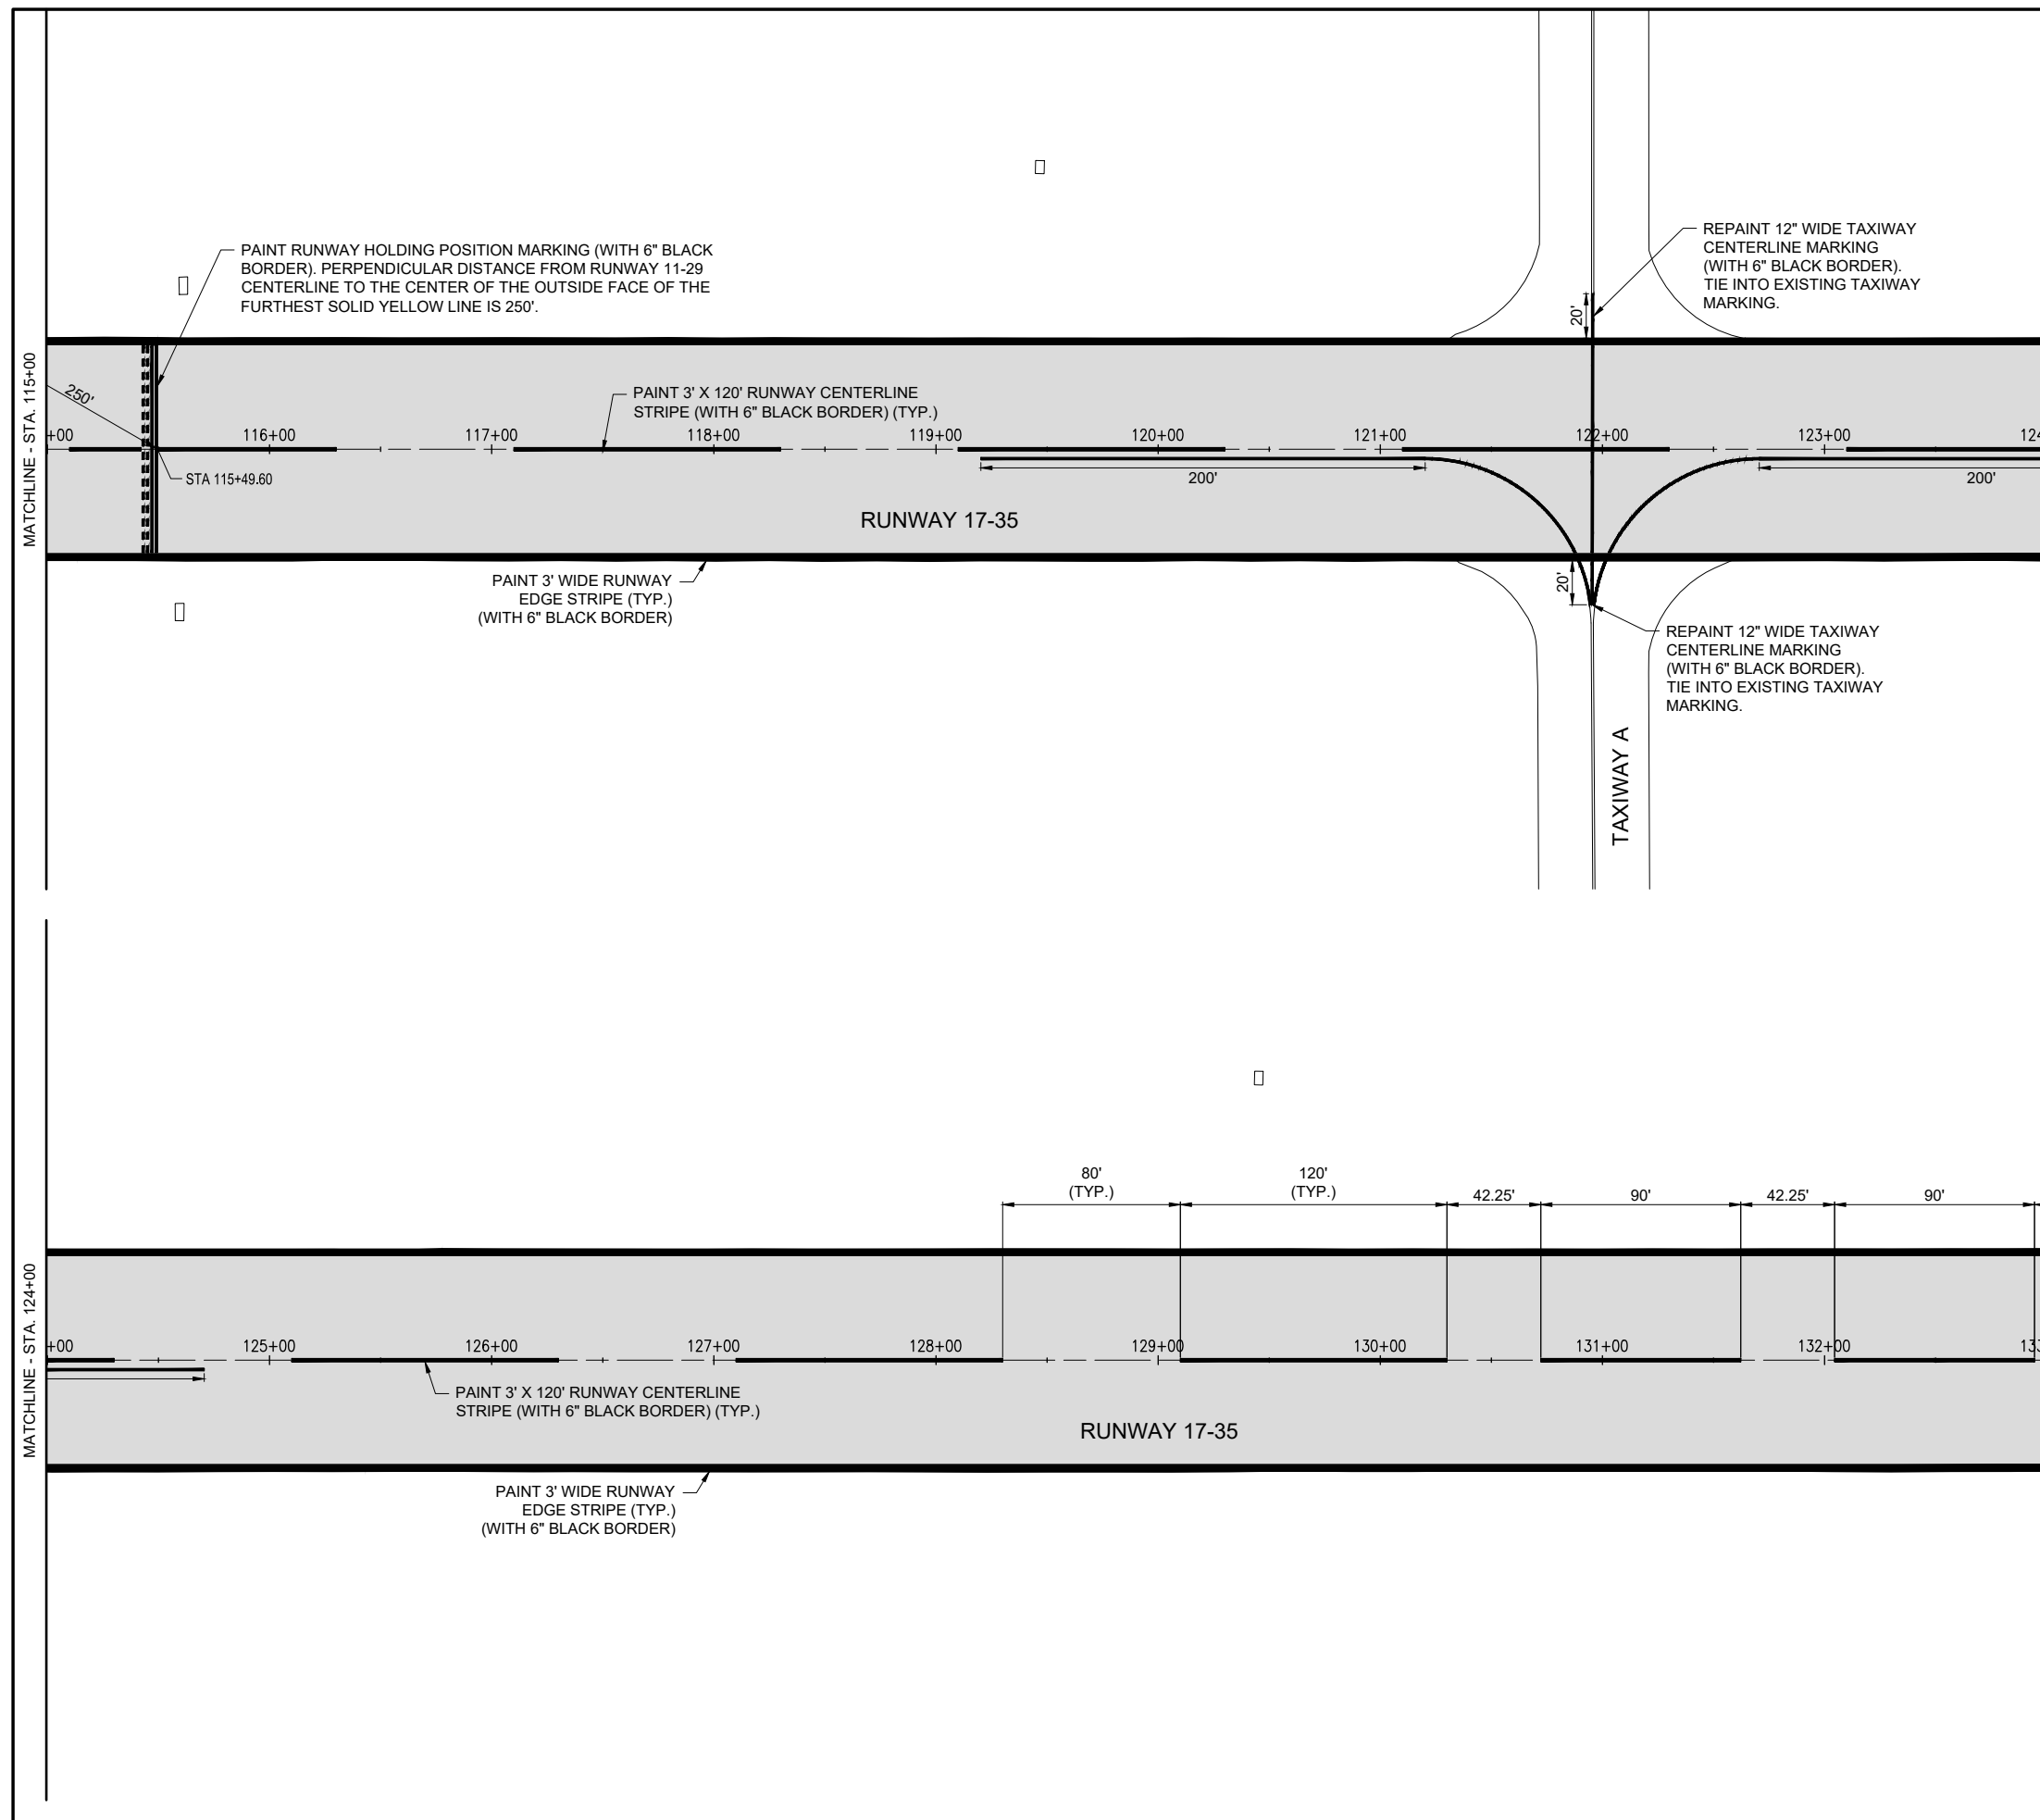 MATCHLINE - STA. 115+00
PAINT RUNWAY HOLDING POSITION MARKING (WITH 6" BLACK
BORDER). PERPENDICULAR DISTANCE FROM RUNWAY 11-29
CENTERLINE TO THE CENTER OF THE OUTSIDE FACE OF THE
FURTHEST SOLID YELLOW LINE IS 250'.
REPAINT 12" WIDE TAXIWAY
CENTERLINE MARKING
(WITH 6" BLACK BORDER).
TIE INTO EXISTING TAXIWAY
MARKING.
20'
250'
PAINT 3' X 120' RUNWAY CENTERLINE
STRIPE (WITH 6" BLACK BORDER) (TYP.)
+00
116+00
117+00
118+00
119+00
120+00
121+00
122+00
123+00
124
STA 115+49.60
200'
200'
RUNWAY 17-35
PAINT 3' WIDE RUNWAY
EDGE STRIPE (TYP.)
(WITH 6" BLACK BORDER)
20'
REPAINT 12" WIDE TAXIWAY
CENTERLINE MARKING
(WITH 6" BLACK BORDER).
TIE INTO EXISTING TAXIWAY
MARKING.
TAXIWAY A
MATCHLINE - STA. 124+00
80'
(TYP.)
120'
(TYP.)
42.25'
90'
42.25'
90'
+00
125+00
126+00
127+00
128+00
129+00
130+00
131+00
132+00
133
PAINT 3' X 120' RUNWAY CENTERLINE
STRIPE (WITH 6" BLACK BORDER) (TYP.)
RUNWAY 17-35
PAINT 3' WIDE RUNWAY
EDGE STRIPE (TYP.)
(WITH 6" BLACK BORDER)